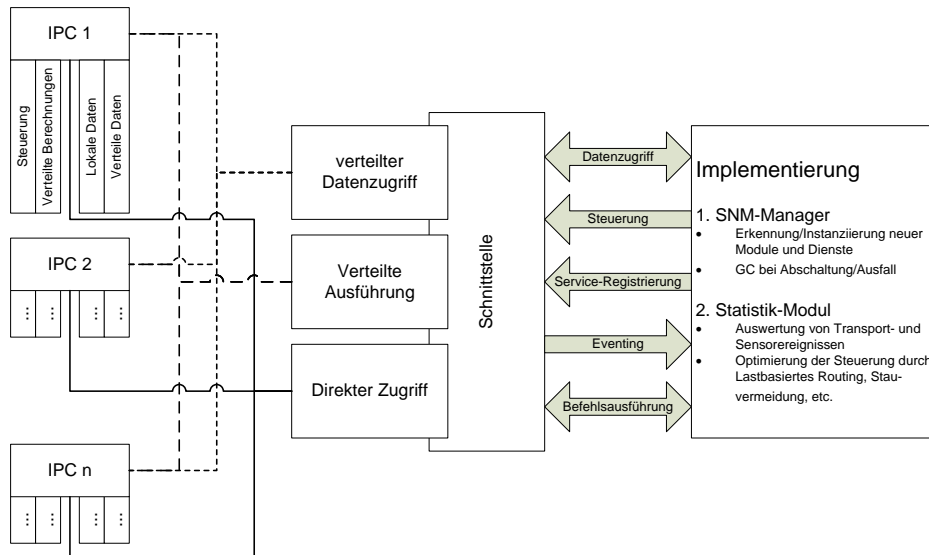 IPC 1
Steuerung
Verteilte Berechnungen
Lokale Daten
Verteile Daten
IPC 2
...
...
...
...
IPC n
...
...
...
...
verteilter
Datenzugriff
Verteilte
Ausführung
Direkter Zugriff
Schnittstelle
Datenzugriff
Steuerung
Service-Registrierung
Eventing
Befehlsausführung
Implementierung
1. SNM-Manager
• Erkennung/Instanziierung neuer
Module und Dienste
• GC bei Abschaltung/Ausfall
2. Statistik-Modul
• Auswertung von Transport- und
Sensorereignissen
• Optimierung der Steuerung durch
Lastbasiertes Routing, Stau-
vermeidung, etc.